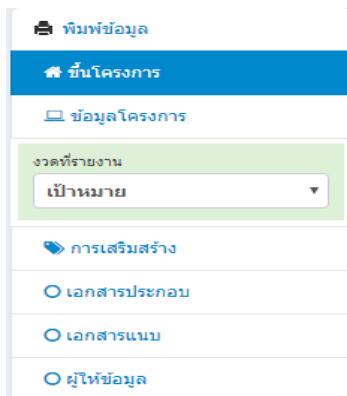 พิมพ์ข้อมูล
ขึ้นโครงการ
ข้อมูลโครงการ
งวดที่รายงาน
เป้าหมาย
การเสริมสร้าง
เอกสารประกอบ
เอกสารแนบ
ผู้ให้ข้อมูล